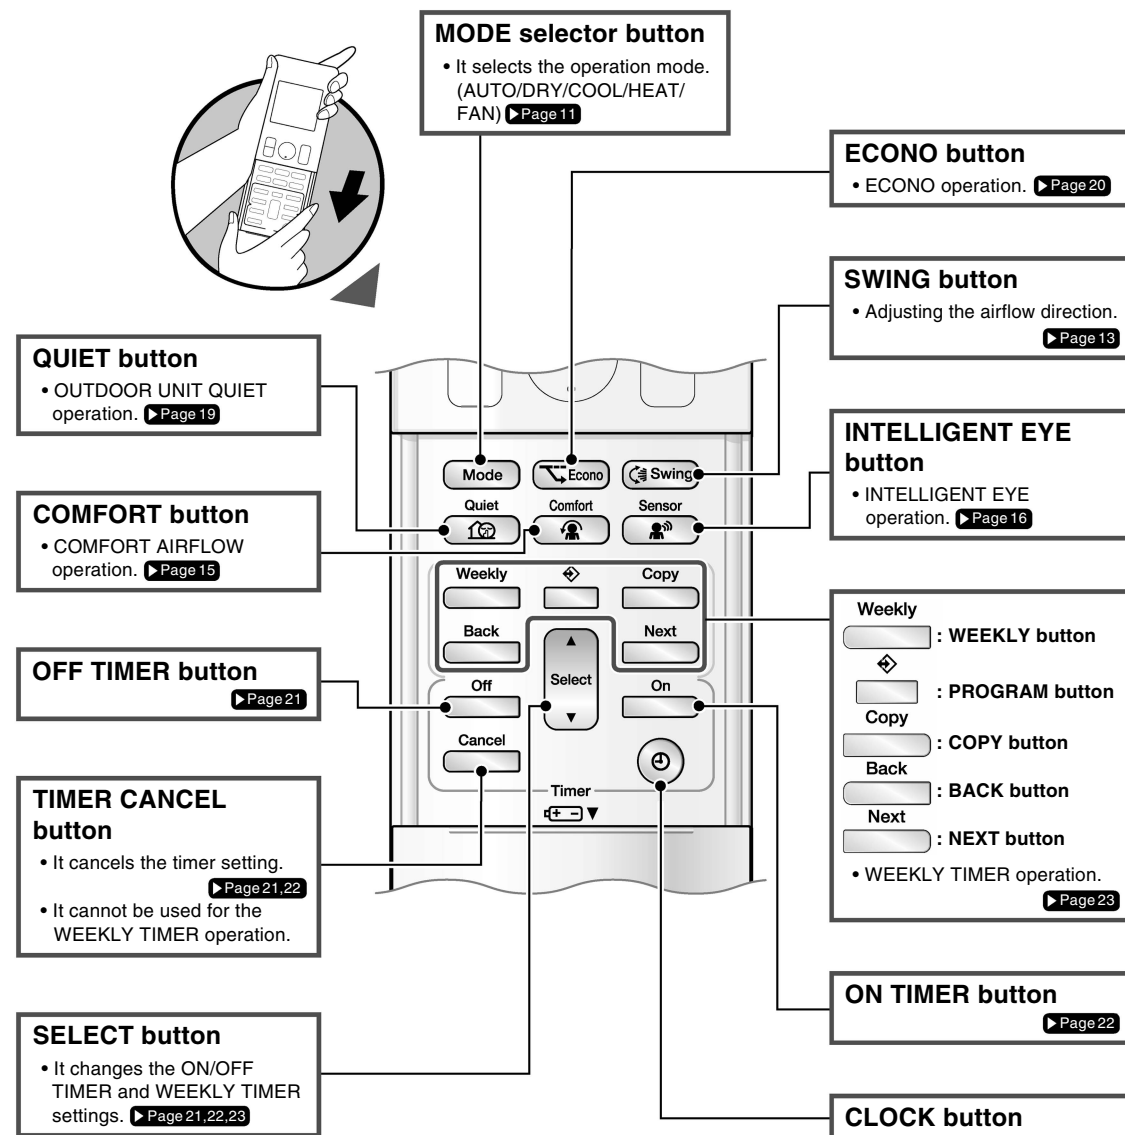 MODE selector button
• It selects the operation mode.
(AUTO/DRY/COOL/HEAT/
FAN) ▶Page 11
ECONO button
• ECONO operation. ▶Page 20
SWING button
• Adjusting the airflow direction.
▶Page 13
QUIET button
• OUTDOOR UNIT QUIET
operation. ▶Page 19
INTELLIGENT EYE
button
• INTELLIGENT EYE
operation. ▶Page 16
COMFORT button
• COMFORT AIRFLOW
operation. ▶Page 15
Mode
Econo
Swing
Quiet
Comfort
Sensor
Weekly
Copy
Back
Next
Select
Off
On
Cancel
Timer
Weekly
: WEEKLY button
: PROGRAM button
Copy
: COPY button
Back
: BACK button
Next
: NEXT button
• WEEKLY TIMER operation.
▶Page 23
OFF TIMER button
▶Page 21
TIMER CANCEL
button
• It cancels the timer setting.
▶Page 21,22
• It cannot be used for the
WEEKLY TIMER operation.
ON TIMER button
▶Page 22
SELECT button
• It changes the ON/OFF
TIMER and WEEKLY TIMER
settings. ▶Page 21,22,23
CLOCK button